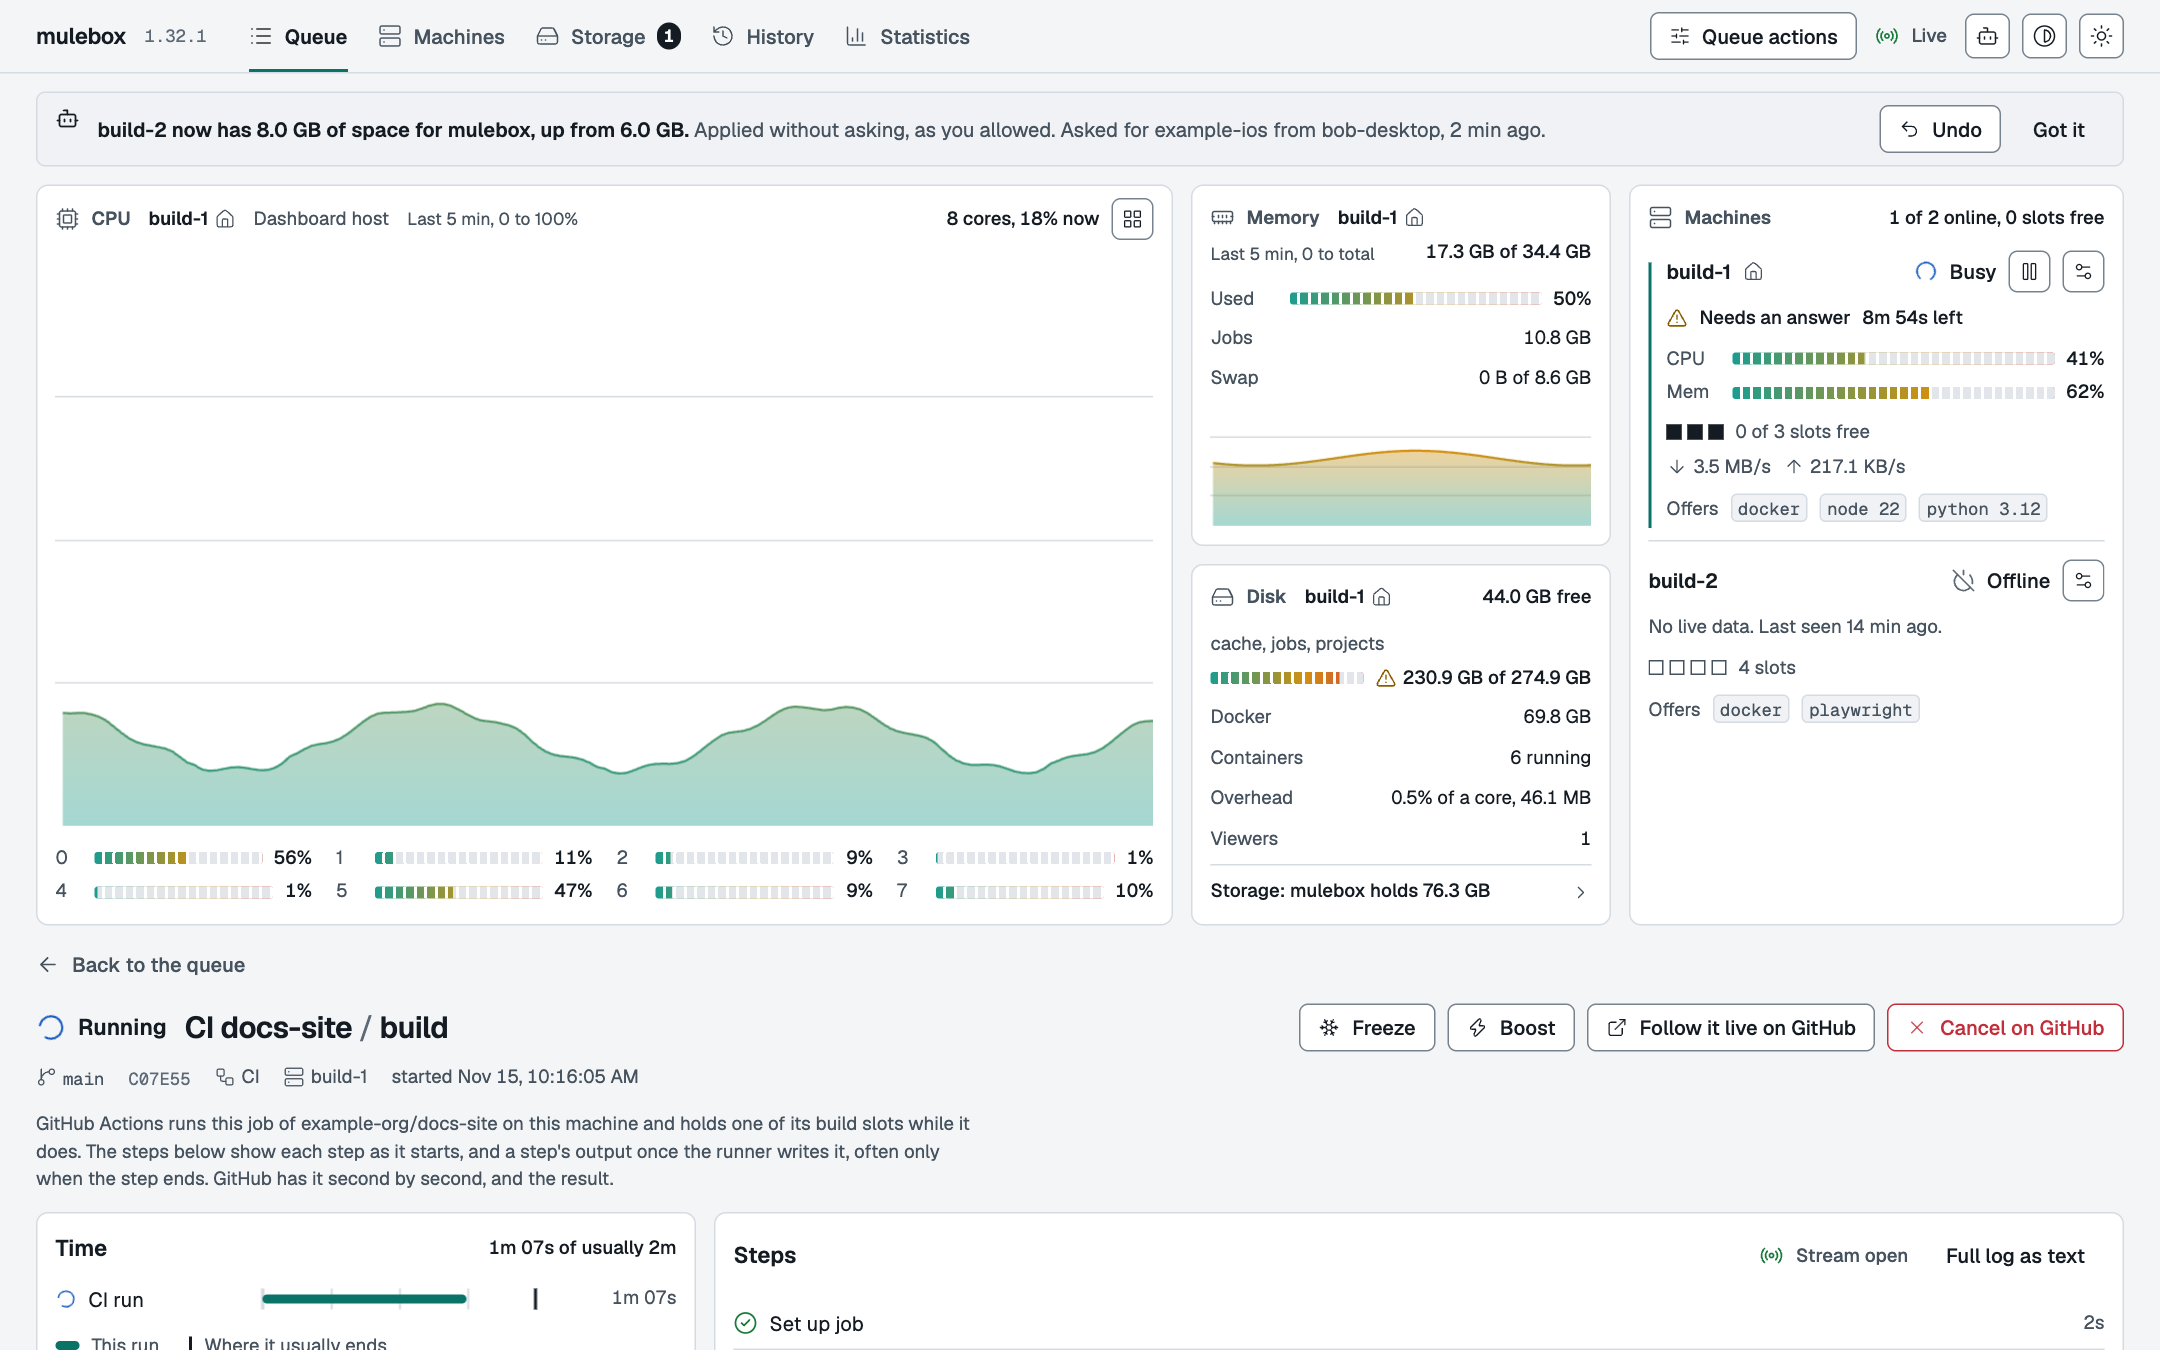 mulebox 1.32.1 Queue Machines Storage 1 History Statistics Queue actions Live
build-2 now has 8.0 GB of space for mulebox, up from 6.0 GB. Applied without asking, as you allowed. Asked for example-ios from bob-desktop, 2 min ago. Undo Got it
CPU build-1 Dashboard host Last 5 min, 0 to 100% 8 cores, 18% now
0 56% 1 11% 2 9% 3 1%
4 1% 5 47% 6 9% 7 10%
Memory build-1
Last 5 min, 0 to total 17.3 GB of 34.4 GB
Used 50%
Jobs 10.8 GB
Swap 0 B of 8.6 GB
Disk build-1 44.0 GB free
cache, jobs, projects
230.9 GB of 274.9 GB
Docker 69.8 GB
Containers 6 running
Overhead 0.5% of a core, 46.1 MB
Viewers 1
Storage: mulebox holds 76.3 GB
Machines 1 of 2 online, 0 slots free
build-1 Busy
Needs an answer 8m 54s left
CPU 41%
Mem 62%
0 of 3 slots free
3.5 MB/s 217.1 KB/s
Offers docker node 22 python 3.12
build-2 Offline
No live data. Last seen 14 min ago.
4 slots
Offers docker playwright
Back to the queue
Running CI docs-site / build Freeze Boost Follow it live on GitHub Cancel on GitHub
main C07E55 CI build-1 started Nov 15, 10:16:05 AM
GitHub Actions runs this job of example-org/docs-site on this machine and holds one of its build slots while it
does. The steps below show each step as it starts, and a step's output once the runner writes it, often only
when the step ends. GitHub has it second by second, and the result.
Time 1m 07s of usually 2m
CI run 1m 07s
This run Where it usually ends
Steps Stream open Full log as text
Set up job 2s